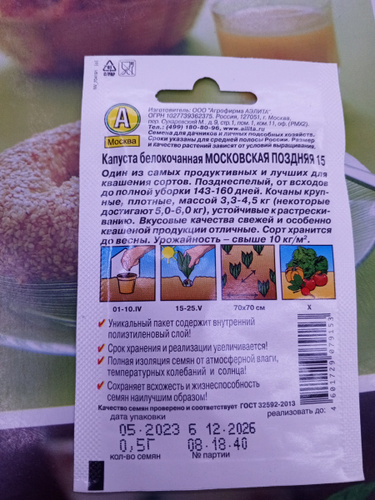 Изготовитель: ООО "Агрофирма АЭЛИТА"
ОГРН 1027739362375. Россия, 127051, г. Москва,
пер. Сухаревский М., д 9, стр.1, пом. I, ком.11, оф. (РМК2).
Тел.: (499) 180-80-96, www.ailita.ru
Семена для дачников и личных подсобных хозяйств.
Сроки указаны для средней полосы России. Размер и
качество растений зависят от условий выращивания.
А
Москва
Капуста белокочанная МОСКОВСКАЯ ПОЗДНЯЯ 15
Один из самых продуктивных и лучших для
квашения сортов. Позднеспелый, от всходов
до полной уборки 143-160 дней. Кочаны круп-
ные, плотные, массой 3,3-4,5 кг (некоторые
достигают 5,0-6,0 кг), устойчивые к растрески-
ванию. Вкусовые качества свежей и особенно
квашеной продукции отличные. Сорт хранится
до весны. Урожайность – свыше 10 кг/м².
01-10.IV
15-25.V
70x70 см
X
Уникальный пакет содержит внутренний
полиэтиленовый слой!
Срок хранения и реализации увеличивается!
Полная изоляция семян от атмосферной влаги,
температурных колебаний и солнца!
Сохраняет всхожесть и жизнеспособность
семян наилучшим образом!
Качество семян проверено и соответствует ГОСТ 32592-2013
дата упаковки
реализовать до:
05 2023 6 12 2026
0,5Г 08-18-40
кол-во семян
№ партии
4601729079153